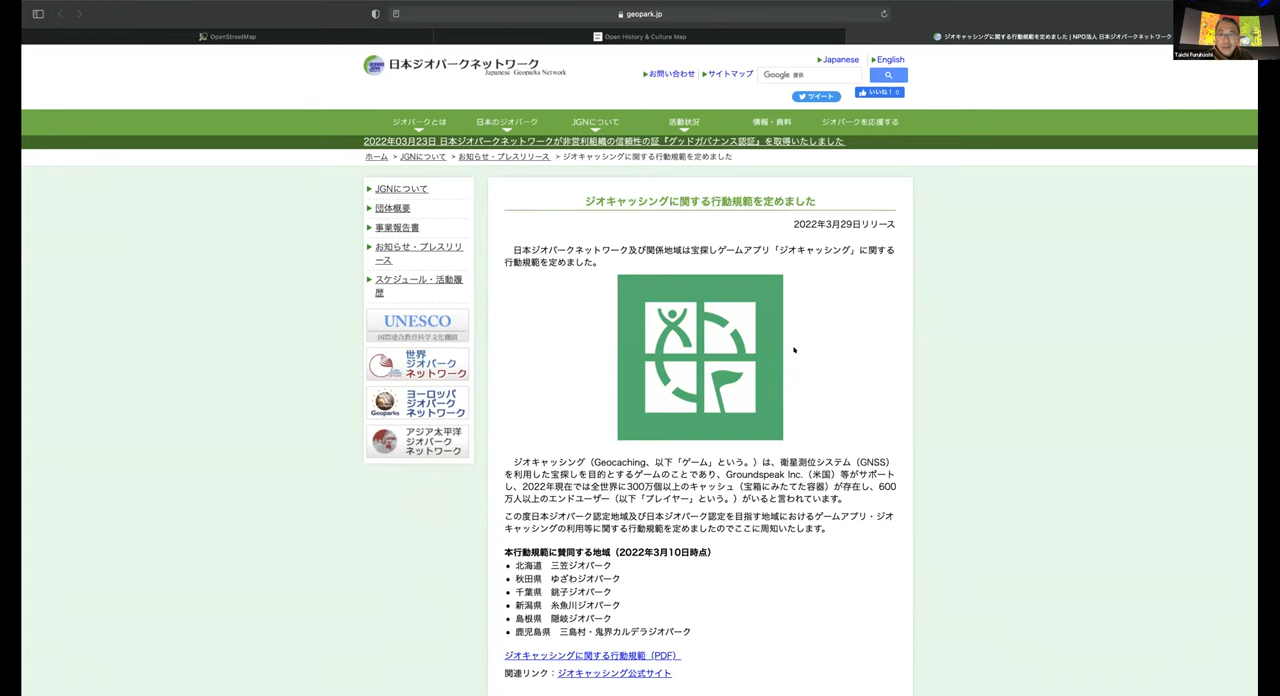 geopark.jp
OpenStreetMap
Open History & Culture Map
ジオキャッシングに関する行動規範を定めました | NPO法人 日本ジオパークネットワーク
Taichi Furuhashi
日本ジオパークネットワーク
Japanese Geoparks Network
Japanese
English
お問い合わせ
サイトマップ
Google 提供
ツイート
いいね！ 0
ジオパークとは
日本のジオパーク
JGNについて
活動状況
情報・資料
ジオパークを応援する
2022年03月23日 日本ジオパークネットワークが非営利組織の信頼性の証『グッドガバナンス認証』を取得いたしました
ホーム > JGNについて > お知らせ・プレスリリース > ジオキャッシングに関する行動規範を定めました
JGNについて
団体概要
事業報告書
お知らせ・プレスリリ
ース
スケジュール・活動履
歴
UNESCO
国際連合教育科学文化機関
世界
ジオパーク
ネットワーク
Geoparks
ヨーロッパ
ジオパーク
ネットワーク
アジア太平洋
ジオパーク
ネットワーク
ジオキャッシングに関する行動規範を定めました
2022年3月29日リリース
日本ジオパークネットワーク及び関係地域は宝探しゲームアプリ「ジオキャッシング」に関する
行動規範を定めました。
ジオキャッシング（Geocaching、以下「ゲーム」という。）は、衛星測位システム（GNSS）
を利用した宝探しを目的とするゲームのことであり、Groundspeak Inc.（米国）等がサポート
し、2022年現在では全世界に300万個以上のキャッシュ（宝箱にみたてた容器）が存在し、600
万人以上のエンドユーザー（以下「プレイヤー」という。）がいると言われています。
この度日本ジオパーク認定地域及び日本ジオパーク認定を目指す地域におけるゲームアプリ・ジオ
キャッシングの利用等に関する行動規範を定めましたのでここに周知いたします。
本行動規範に賛同する地域（2022年3月10日時点）
北海道 三笠ジオパーク
秋田県 ゆざわジオパーク
千葉県 銚子ジオパーク
新潟県 糸魚川ジオパーク
島根県 隠岐ジオパーク
鹿児島県 三島村・鬼界カルデラジオパーク
ジオキャッシングに関する行動規範（PDF）
関連リンク：ジオキャッシング公式サイト